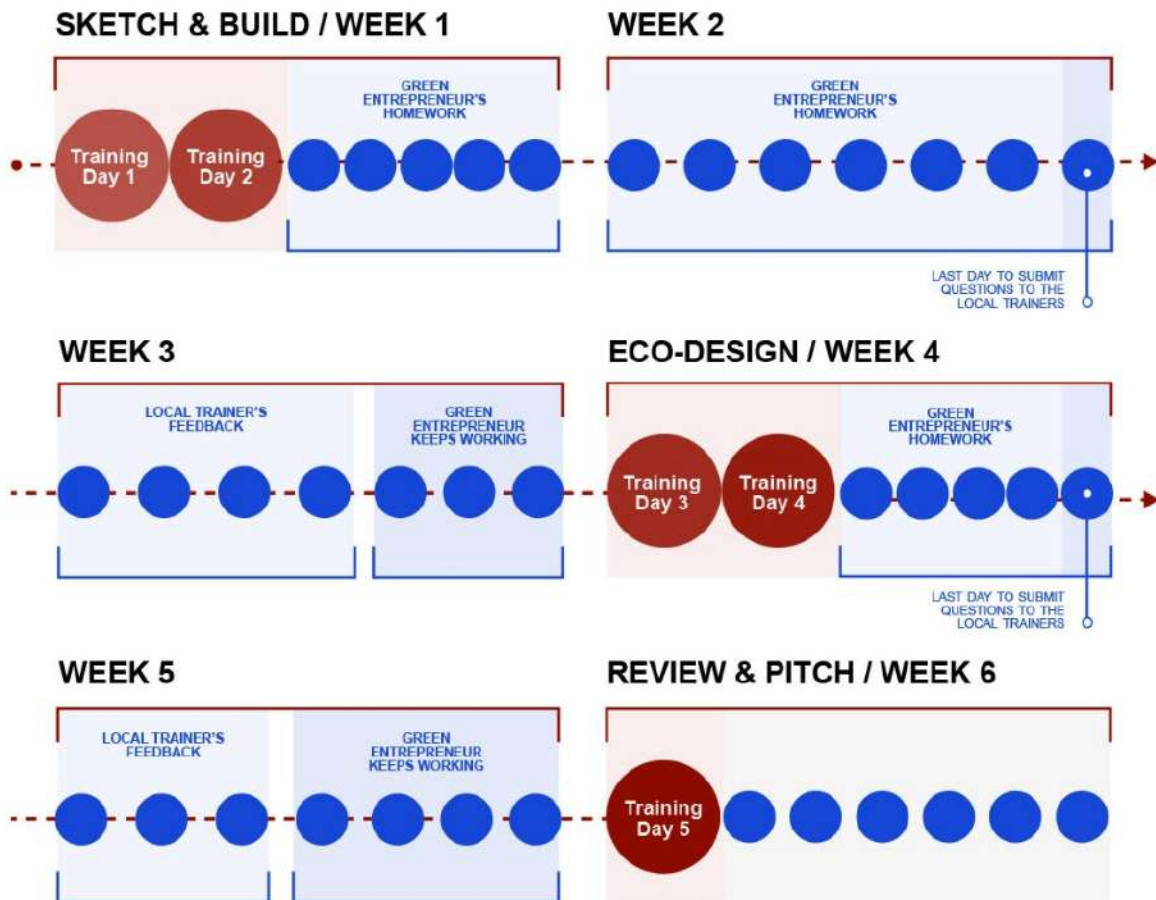 SKETCH & BUILD / WEEK 1
GREEN
ENTREPRENEUR'S
HOMEWORK
Training
Day 1
Training
Day 2
WEEK 2
GREEN
ENTREPRENEUR'S
HOMEWORK
LAST DAY TO SUBMIT
QUESTIONS TO THE
LOCAL TRAINERS
WEEK 3
LOCAL TRAINER'S
FEEDBACK
GREEN
ENTREPRENEUR
KEEPS WORKING
ECO-DESIGN / WEEK 4
GREEN
ENTREPRENEUR'S
HOMEWORK
Training
Day 3
Training
Day 4
LAST DAY TO SUBMIT
QUESTIONS TO THE
LOCAL TRAINERS
WEEK 5
LOCAL TRAINER'S
FEEDBACK
GREEN
ENTREPRENEUR
KEEPS WORKING
REVIEW & PITCH / WEEK 6
Training
Day 5